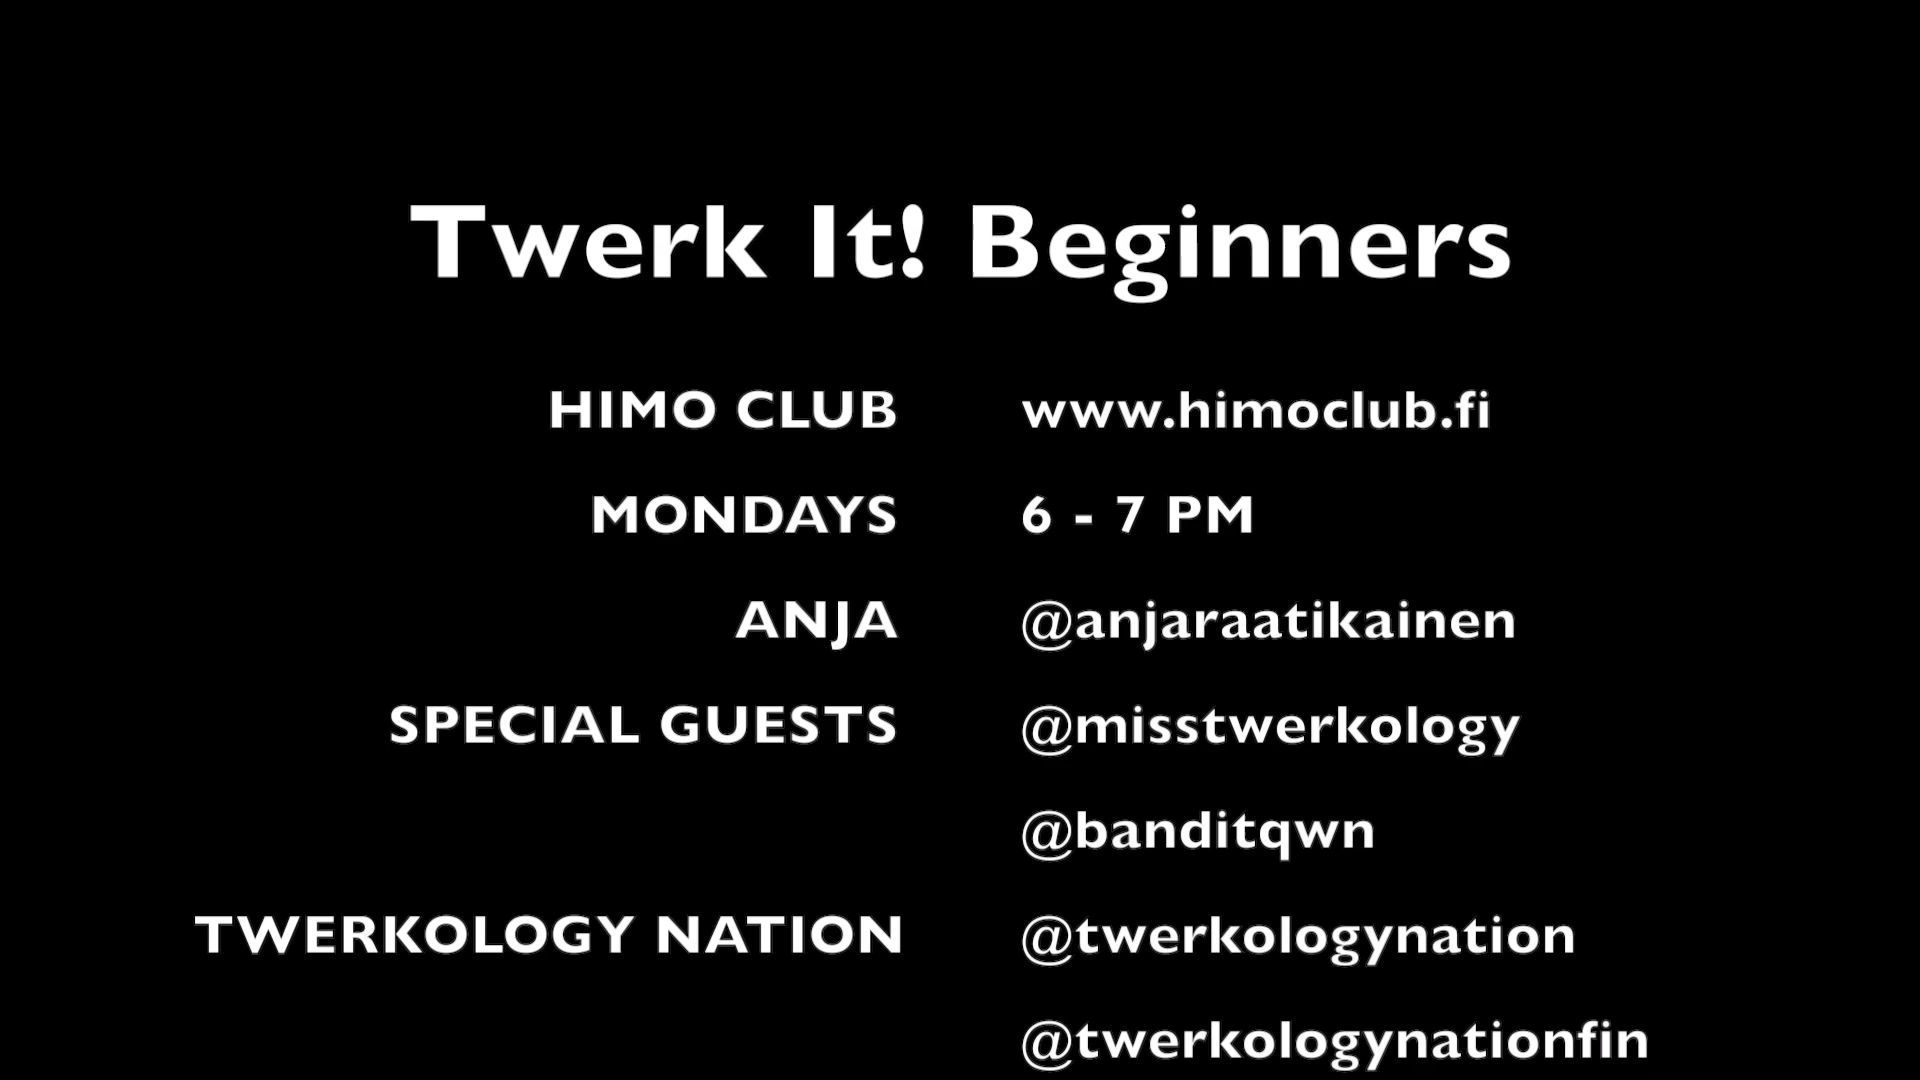 Twerk It! Beginners
HIMO CLUB www.himoclub.fi
MONDAYS 6 - 7 PM
ANJA @anjaraatikainen
SPECIAL GUESTS @misstwerkology
@banditqwn
TWERKOLOGY NATION @twerkologynation
@twerkologynationfin